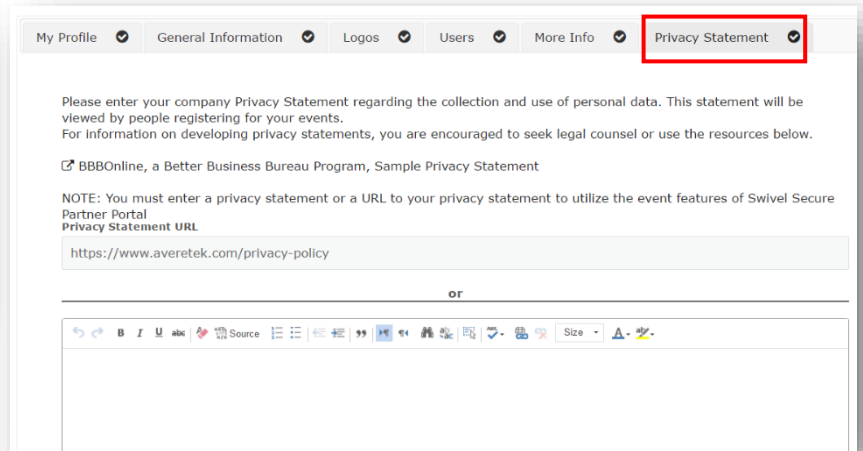 My Profile General Information Logos Users More Info Privacy Statement
Please enter your company Privacy Statement regarding the collection and use of personal data. This statement will be
viewed by people registering for your events.
For information on developing privacy statements, you are encouraged to seek legal counsel or use the resources below.
BBBOnline, a Better Business Bureau Program, Sample Privacy Statement
NOTE: You must enter a privacy statement or a URL to your privacy statement to utilize the event features of Swivel Secure
Partner Portal
Privacy Statement URL
https://www.averetek.com/privacy-policy
or
B I U abc Source Size A